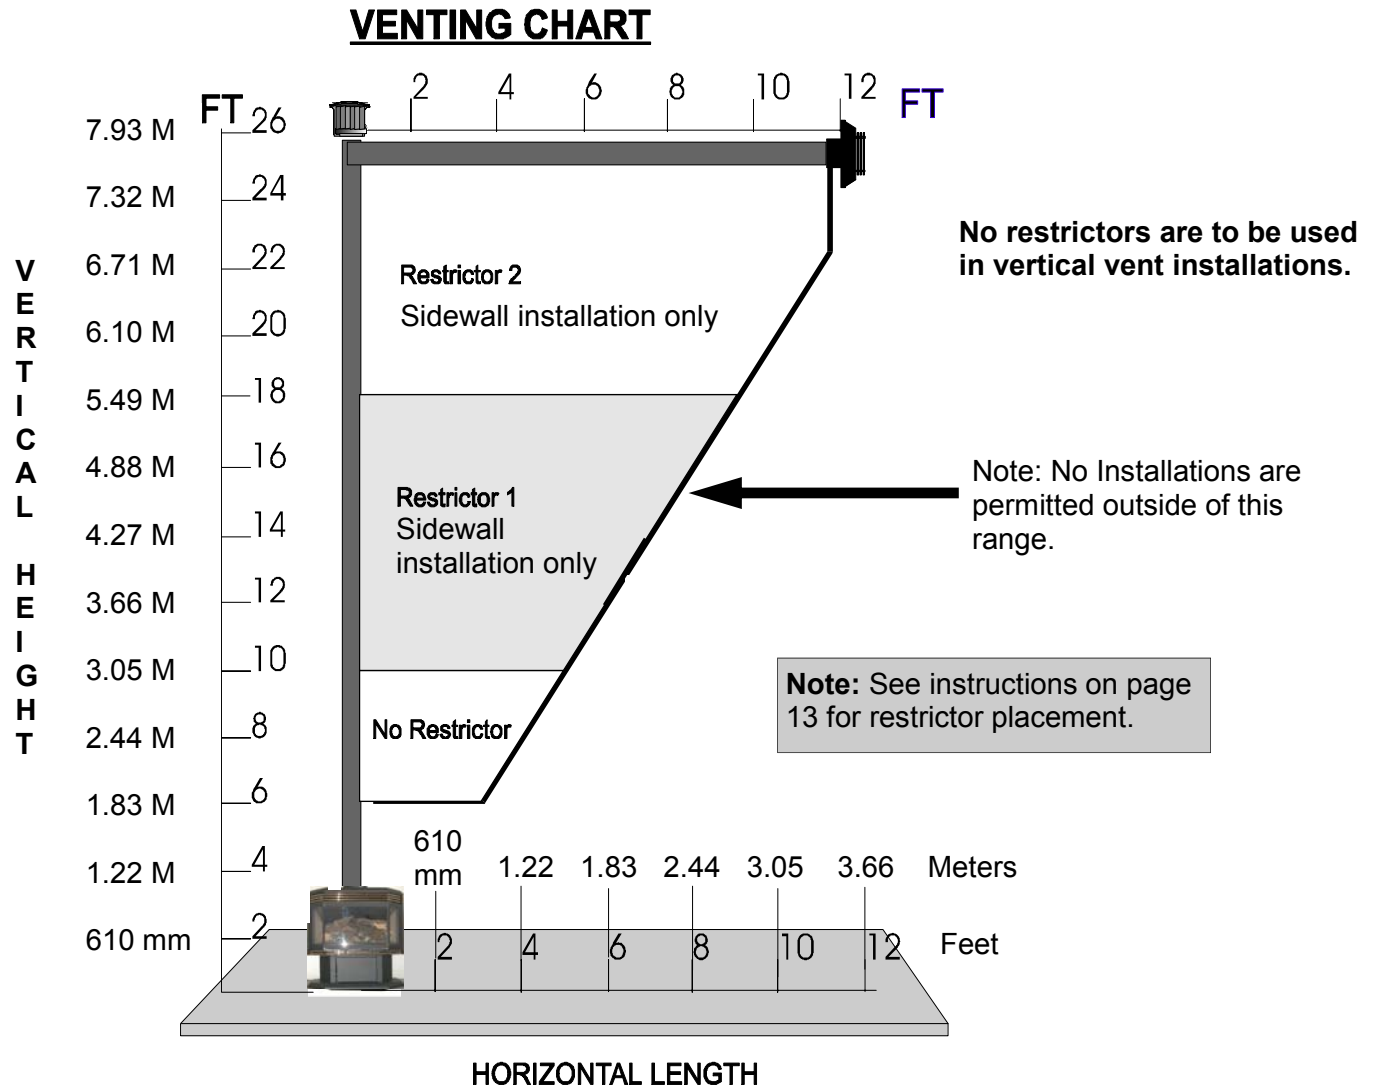 VENTING CHART
2 4 6 8 10 12 FT
FT
7.93 M 26
7.32 M 24
6.71 M 22
6.10 M 20
5.49 M 18
4.88 M 16
4.27 M 14
3.66 M 12
3.05 M 10
2.44 M 8
1.83 M 6
1.22 M 4
610 mm 2
VERTICAL HEIGHT
Restrictor 2
Sidewall installation only
No restrictors are to be used
in vertical vent installations.
Restrictor 1
Sidewall
installation only
Note: No Installations are
permitted outside of this
range.
No Restrictor
Note: See instructions on page
13 for restrictor placement.
610
mm 1.22 1.83 2.44 3.05 3.66 Meters
2 4 6 8 10 12 Feet
HORIZONTAL LENGTH